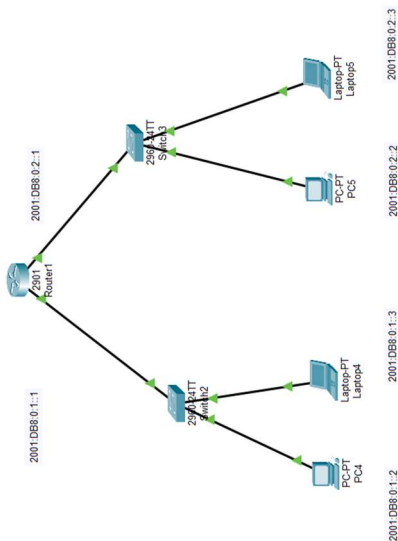 2901
Router1
2001:DB8:0:1::1
2001:DB8:0:2::1
2960-24TT
Switch2
2960-24TT
Switch3
PC-PT
PC4
Laptop-PT
Laptop4
PC-PT
PC5
Laptop-PT
Laptop5
2001:DB8:0:1::2
2001:DB8:0:1::3
2001:DB8:0:2::2
2001:DB8:0:2::3